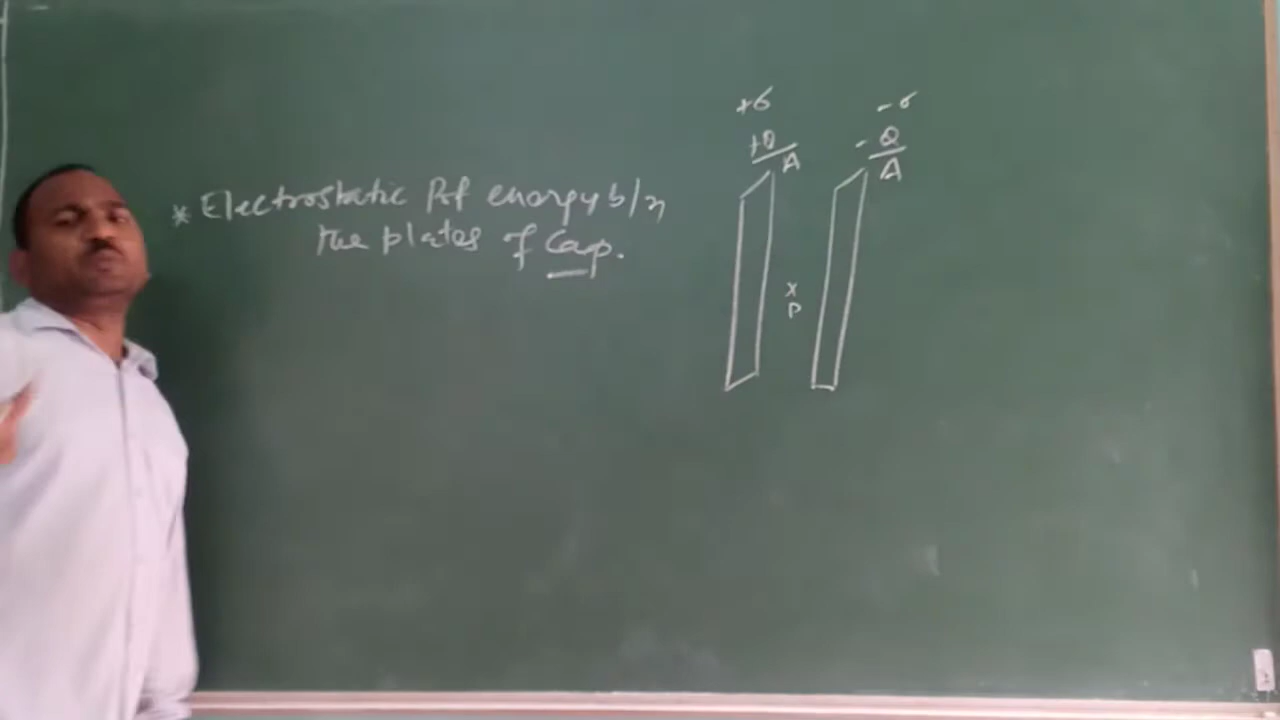 * Electrostatic Pot energy b/n
the plates of Cap.
+σ
+Q/A
-σ
-Q/A
x
P